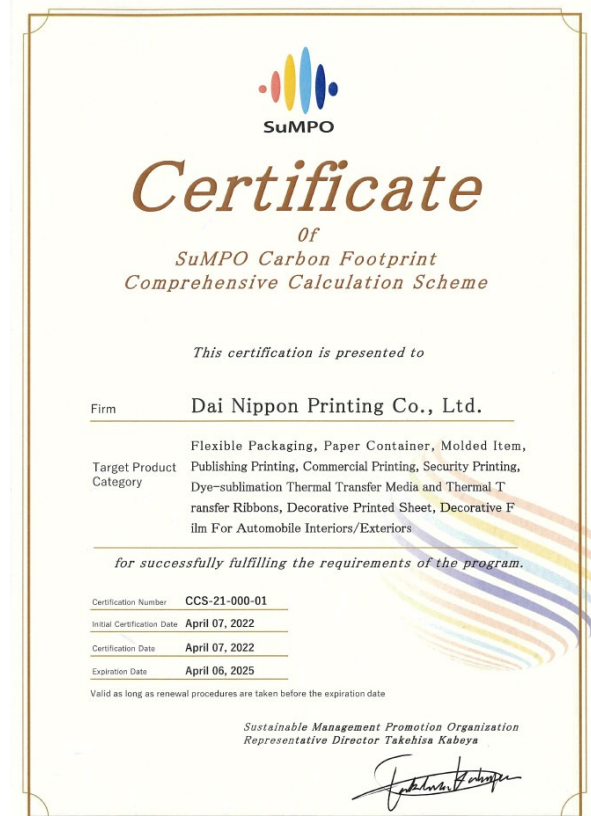 SuMPO
Certificate
Of
SuMPO Carbon Footprint
Comprehensive Calculation Scheme
This certification is presented to
Firm Dai Nippon Printing Co., Ltd.
Target Product Category
Flexible Packaging, Paper Container, Molded Item,
Publishing Printing, Commercial Printing, Security Printing,
Dye-sublimation Thermal Transfer Media and Thermal T
ransfer Ribbons, Decorative Printed Sheet, Decorative F
ilm For Automobile Interiors/Exteriors
for successfully fulfilling the requirements of the program.
Certification Number CCS-21-000-01
Initial Certification Date April 07, 2022
Certification Date April 07, 2022
Expiration Date April 06, 2025
Valid as long as renewal procedures are taken before the expiration date
Sustainable Management Promotion Organization
Representative Director Takehisa Kabeya